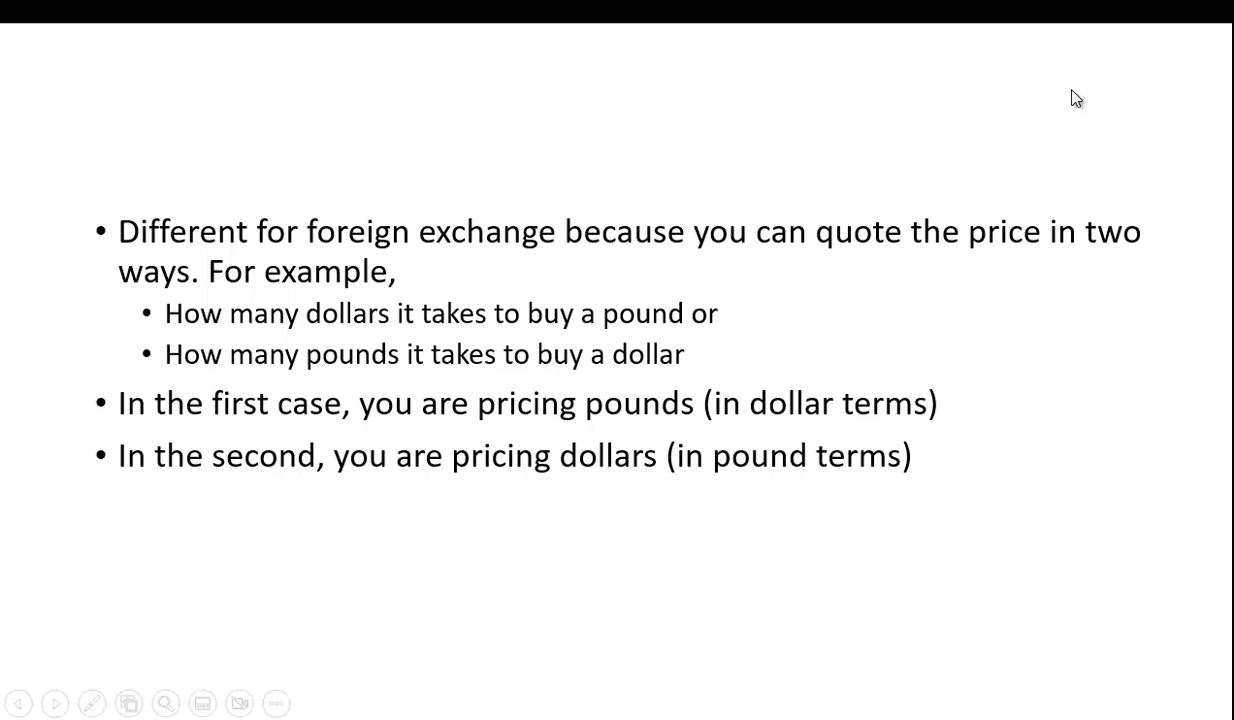 • Different for foreign exchange because you can quote the price in two
ways. For example,
• How many dollars it takes to buy a pound or
• How many pounds it takes to buy a dollar
• In the first case, you are pricing pounds (in dollar terms)
• In the second, you are pricing dollars (in pound terms)